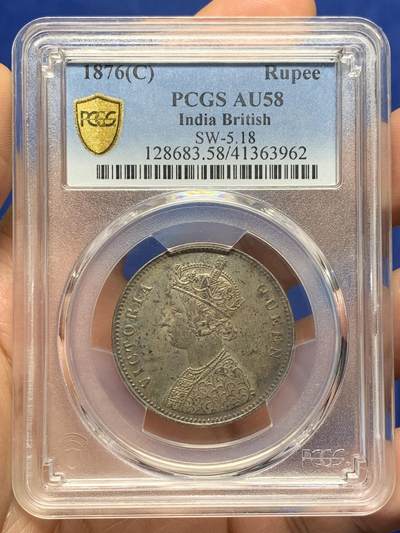 1876(C) Rupee
PCGS AU58
India British
SW-5.18
128683.58/41363962
PCGS
VICTORIA QUEEN
PCGS